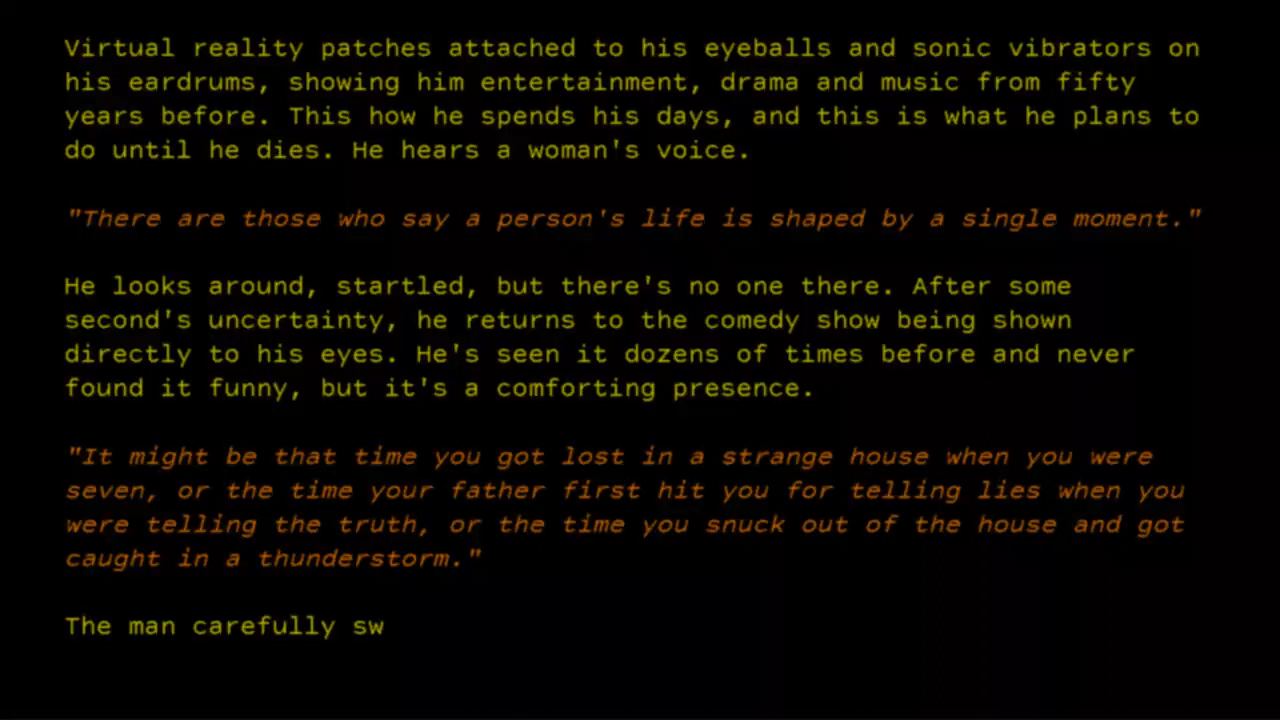 Virtual reality patches attached to his eyeballs and sonic vibrators on
his eardrums, showing him entertainment, drama and music from fifty
years before. This how he spends his days, and this is what he plans to
do until he dies. He hears a woman's voice.
"There are those who say a person's life is shaped by a single moment."
He looks around, startled, but there's no one there. After some
second's uncertainty, he returns to the comedy show being shown
directly to his eyes. He's seen it dozens of times before and never
found it funny, but it's a comforting presence.
"It might be that time you got lost in a strange house when you were
seven, or the time your father first hit you for telling lies when you
were telling the truth, or the time you snuck out of the house and got
caught in a thunderstorm."
The man carefully sw